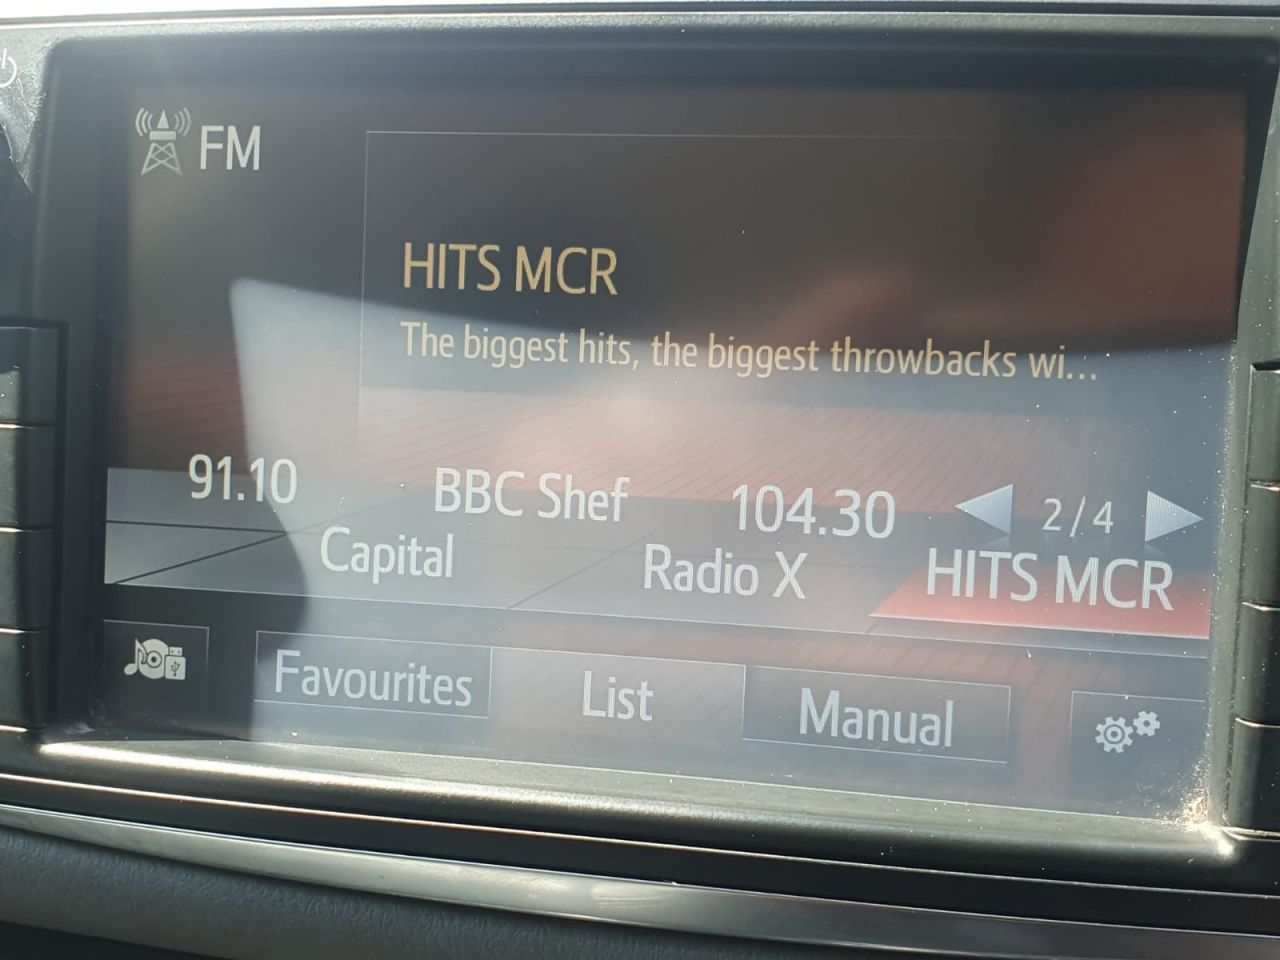 FM
HITS MCR
The biggest hits, the biggest throwbacks wi...
91.10 BBC Shef 104.30 2/4
Capital Radio X HITS MCR
Favourites List Manual